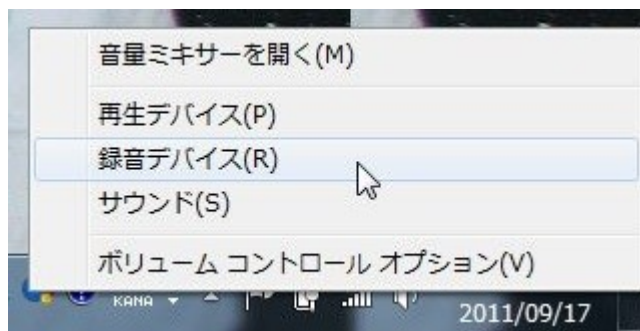 音量ミキサーを開く(M)
再生デバイス(P)
録音デバイス(R)
サウンド(S)
ボリューム コントロール オプション(V)
KANA
2011/09/17